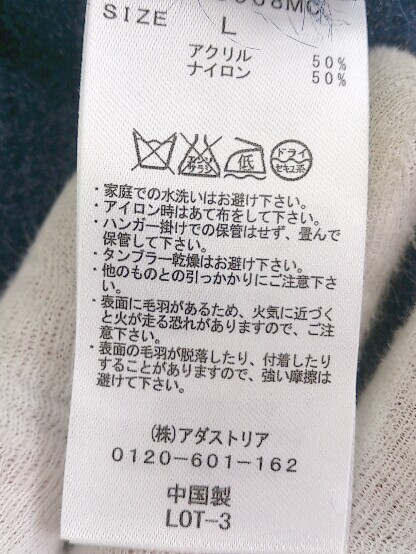 SIZE L
アクリル 50%
ナイロン 50%
エンソ
サラシ
低
ドライ
セキユ系
・家庭での水洗いはお避け下さい。
・アイロン時はあて布をして下さい。
・ハンガー掛けでの保管はせず、畳んで
保管して下さい。
・タンブラー乾燥はお避け下さい。
・他のものとの引っかかりにご注意下さ
い。
・表面に毛羽があるため、火気に近づく
と火が走る恐れがありますので、ご注
意下さい。
・表面の毛羽が脱落したり、付着したり
することがありますので、強い摩擦は
避けて下さい。
(株)アダストリア
0120-601-162
中国製
LOT-3